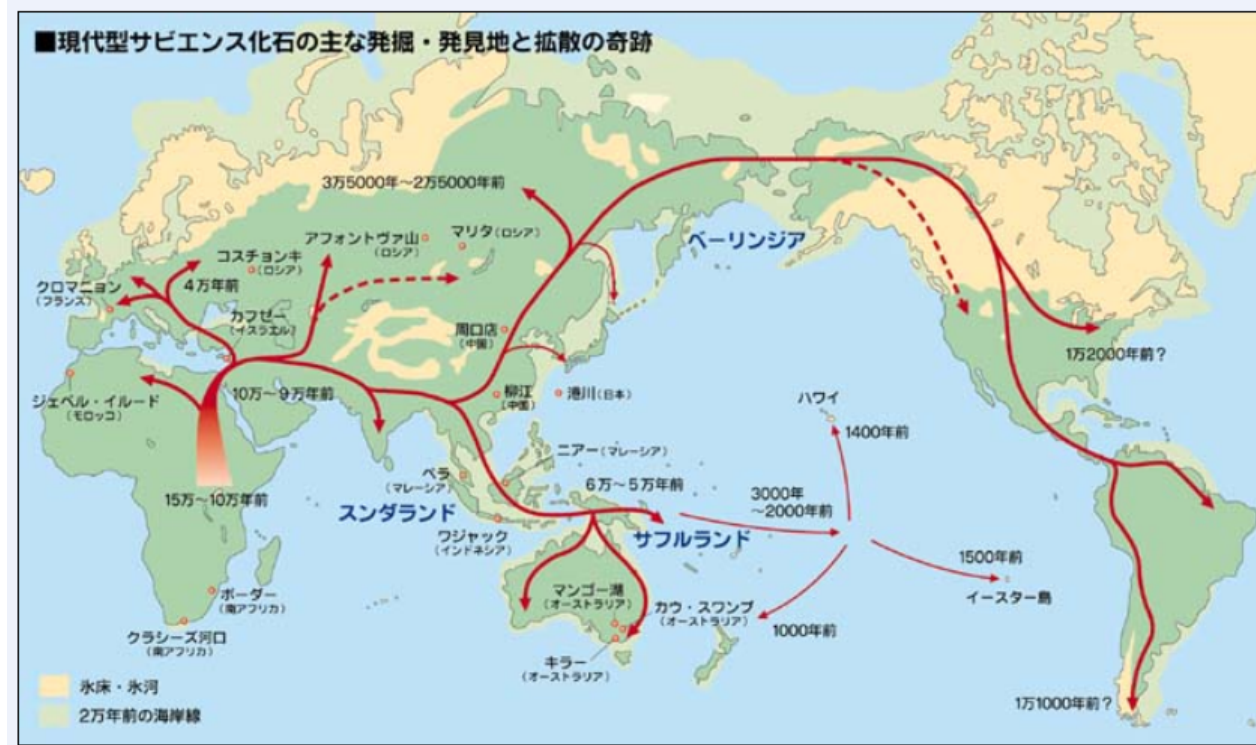 ■現代型サピエンス化石の主な発掘・発見地と拡散の奇跡
3万5000年～2万5000年前
アフォントヴァ山
(ロシア)
マリタ(ロシア)
ベーリンジア
コスチョンキ
(ロシア)
クロマニョン
(フランス)
4万年前
カフゼー
(イスラエル)
周口店
(中国)
1万2000年前?
10万～9万年前
柳江
(中国)
港川(日本)
ハワイ
ジェベル・イルード
(モロッコ)
1400年前
ニアー(マレーシア)
ペラ
(マレーシア)
6万～5万年前
15万～10万年前
3000年
～2000年前
スンダランド
ワジャック
(インドネシア)
サフルランド
1500年前
イースター島
マンゴー湖
(オーストラリア)
カウ・スワンプ
(オーストラリア)
1000年前
ボーダー
(南アフリカ)
クラシーズ河口
(南アフリカ)
キラー
(オーストラリア)
氷床・氷河
2万年前の海岸線
1万1000年前?